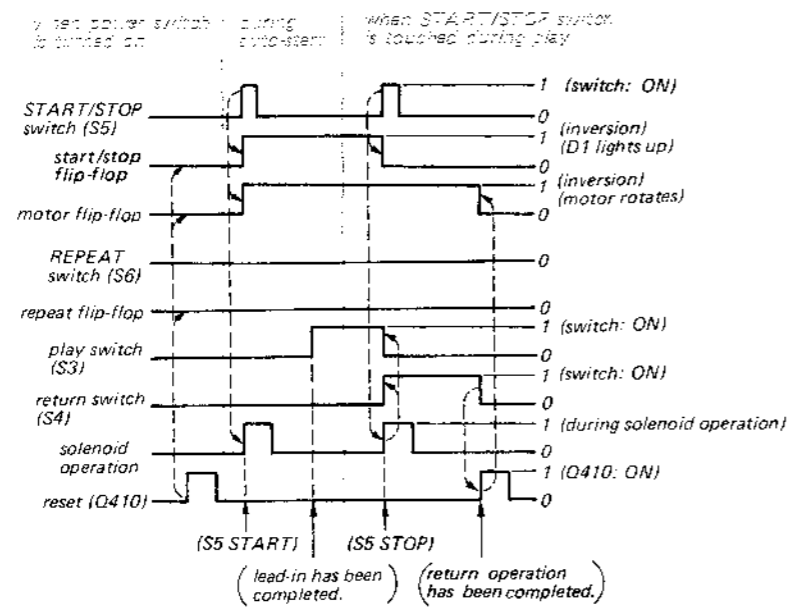 when power switch is turned on
during auto-start
when START/STOP switch is touched during play
START/STOP switch (S5)
1 (switch: ON)
0
start/stop flip-flop
1 (inversion) (D1 lights up)
0
motor flip-flop
1 (inversion) (motor rotates)
0
REPEAT switch (S6)
0
repeat flip-flop
0
play switch (S3)
1 (switch: ON)
0
return switch (S4)
1 (switch: ON)
0
solenoid operation
1 (during solenoid operation)
0
reset (Q410)
1 (Q410: ON)
0
(S5 START)
(S5 STOP)
(lead-in has been completed.)
(return operation has been completed.)